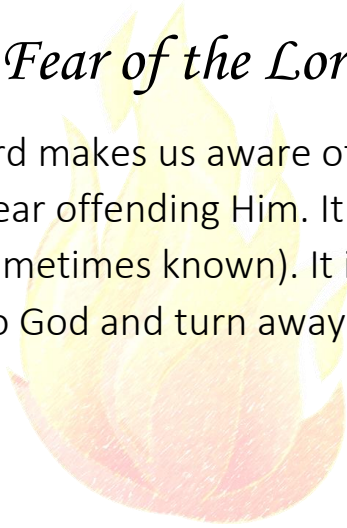 Fear of the Lor
rd makes us aware of
ear offending Him. It
ometimes known). It i
o God and turn away